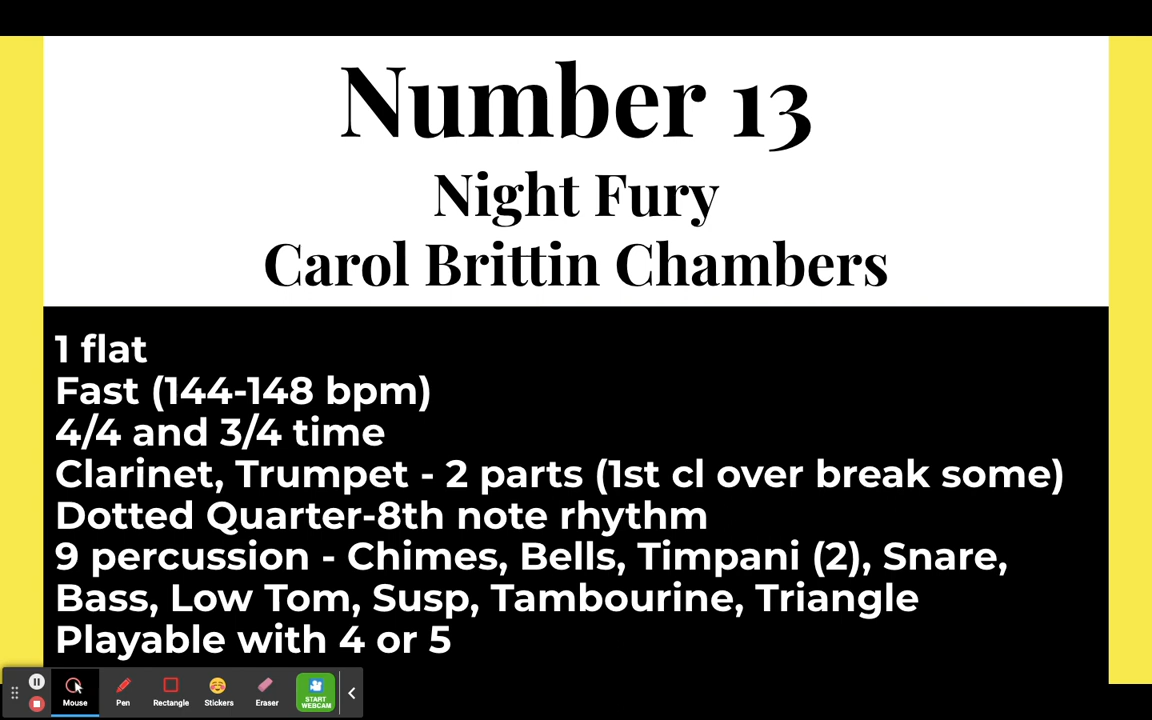 Number 13
Night Fury
Carol Brittin Chambers
1 flat
Fast (144-148 bpm)
4/4 and 3/4 time
Clarinet, Trumpet - 2 parts (1st cl over break some)
Dotted Quarter-8th note rhythm
9 percussion - Chimes, Bells, Timpani (2), Snare,
Bass, Low Tom, Susp, Tambourine, Triangle
Playable with 4 or 5
Mouse Pen Rectangle Stickers Eraser START WEBCAM